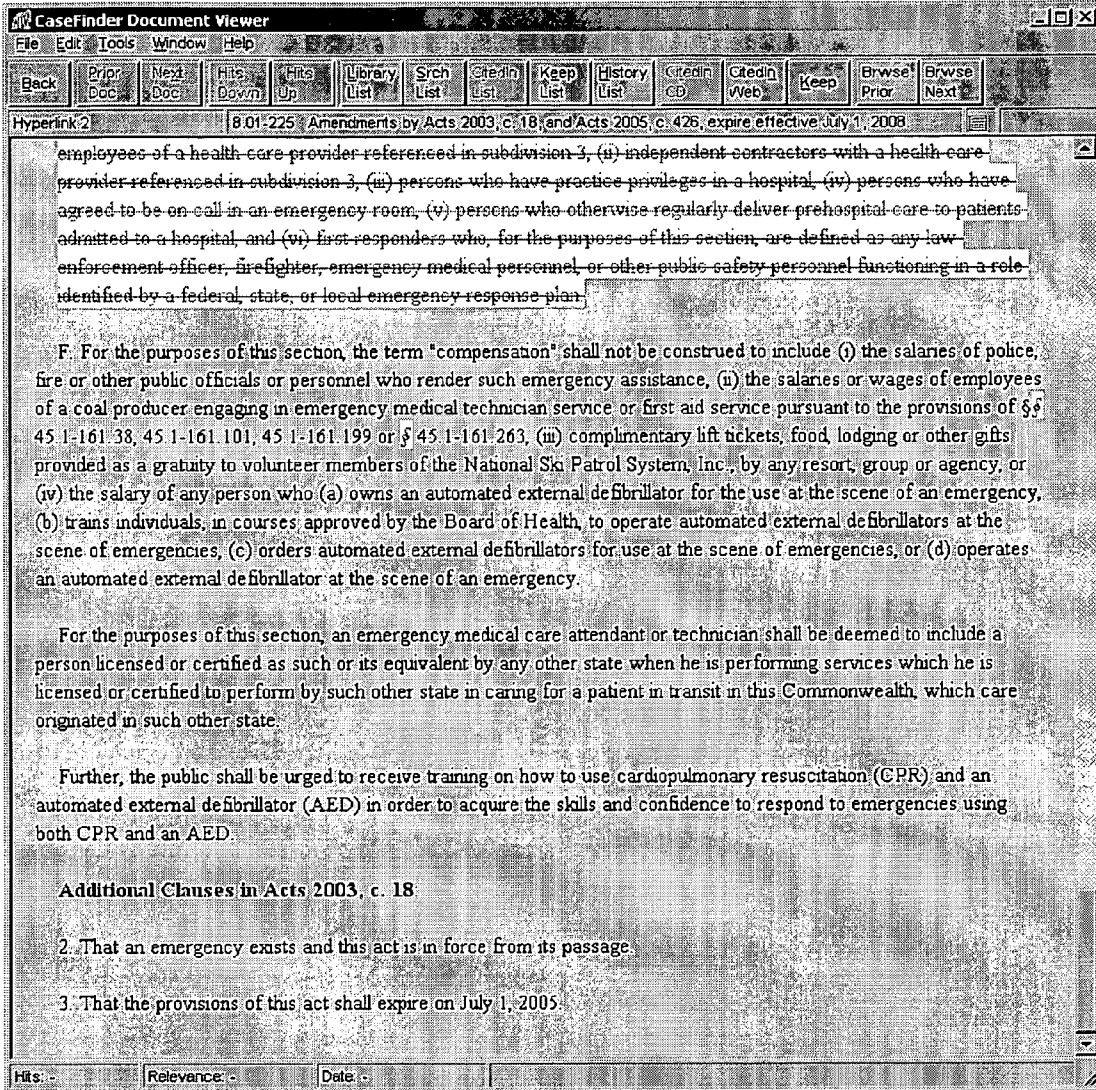 CaseFinder Document Viewer
File Edit Tools Window Help
Back Prior Doc Next Doc Hits Down Hits Up Library List Srch List CitedIn List Keep List History List CitedIn CD CitedIn Web Keep Brwse Prior Brwse Next
Hyperlink 2 8.01-225 Amendments by Acts 2003, c. 18, and Acts 2005, c. 426, expire effective July 1, 2008
employees of a health care provider referenced in subdivision 3, (ii) independent contractors with a health care
provider referenced in subdivision 3, (iii) persons who have practice privileges in a hospital, (iv) persons who have
agreed to be on call in an emergency room, (v) persons who otherwise regularly deliver prehospital care to patients
admitted to a hospital, and (vi) first responders who, for the purposes of this section, are defined as any law
enforcement officer, firefighter, emergency medical personnel, or other public safety personnel functioning in a role
identified by a federal, state, or local emergency response plan.
F. For the purposes of this section, the term "compensation" shall not be construed to include (i) the salaries of police,
fire or other public officials or personnel who render such emergency assistance, (ii) the salaries or wages of employees
of a coal producer engaging in emergency medical technician service or first aid service pursuant to the provisions of §§
45.1-161.38, 45.1-161.101, 45.1-161.199 or § 45.1-161.263, (iii) complimentary lift tickets, food, lodging or other gifts
provided as a gratuity to volunteer members of the National Ski Patrol System, Inc., by any resort, group or agency, or
(iv) the salary of any person who (a) owns an automated external defibrillator for the use at the scene of an emergency,
(b) trains individuals, in courses approved by the Board of Health, to operate automated external defibrillators at the
scene of emergencies, (c) orders automated external defibrillators for use at the scene of emergencies, or (d) operates
an automated external defibrillator at the scene of an emergency.
For the purposes of this section, an emergency medical care attendant or technician shall be deemed to include a
person licensed or certified as such or its equivalent by any other state when he is performing services which he is
licensed or certified to perform by such other state in caring for a patient in transit in this Commonwealth, which care
originated in such other state.
Further, the public shall be urged to receive training on how to use cardiopulmonary resuscitation (CPR) and an
automated external defibrillator (AED) in order to acquire the skills and confidence to respond to emergencies using
both CPR and an AED.
Additional Clauses in Acts 2003, c. 18
2. That an emergency exists and this act is in force from its passage.
3. That the provisions of this act shall expire on July 1, 2005.
Hits: - Relevance: - Date: -